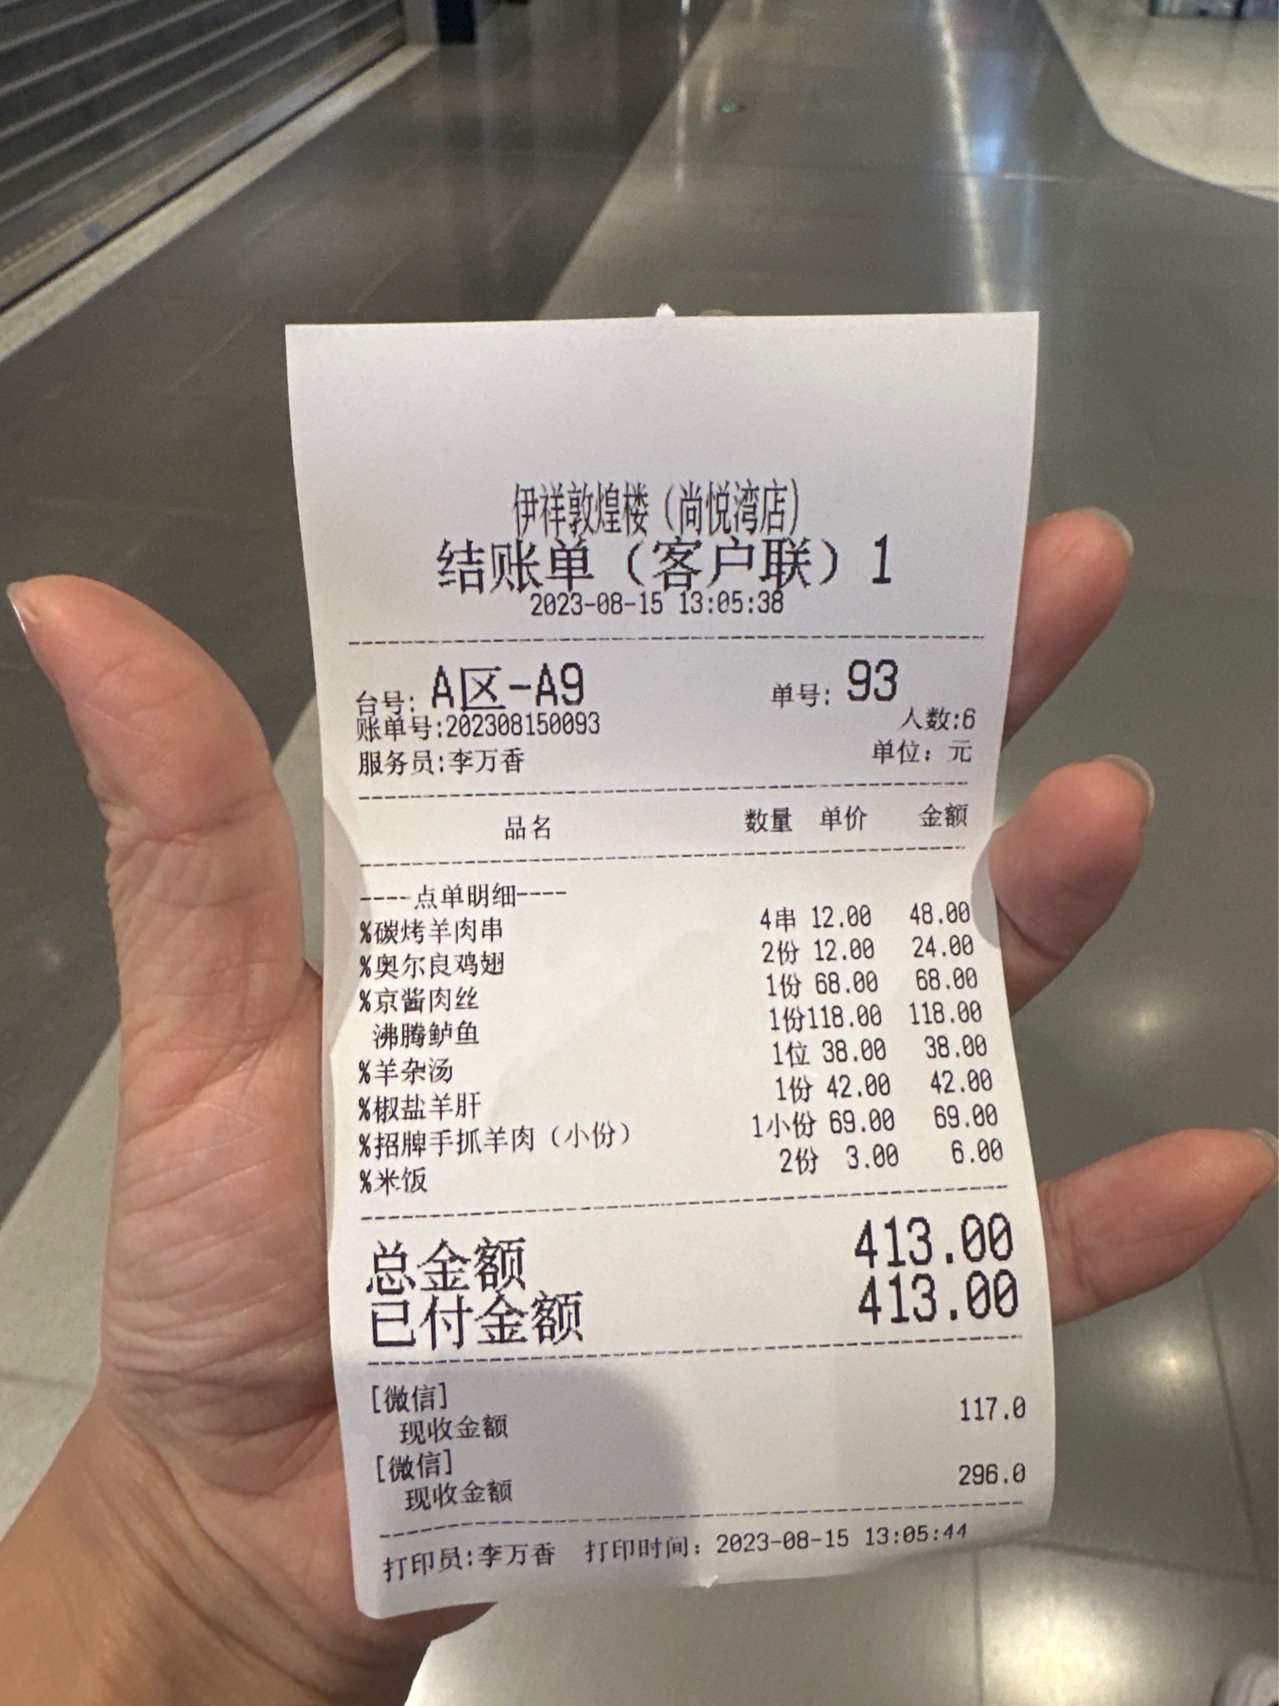 伊祥敦煌楼（尚悦湾店）
结账单（客户联）1
2023-08-15 13:05:38
台号: A区-A9 单号: 93
账单号:202308150093 人数:6
服务员:李万香 单位: 元
品名 数量 单价 金额
----点单明细----
%碳烤羊肉串 4串 12.00 48.00
%奥尔良鸡翅 2份 12.00 24.00
%京酱肉丝 1份 68.00 68.00
沸腾鲈鱼 1份118.00 118.00
%羊杂汤 1位 38.00 38.00
%椒盐羊肝 1份 42.00 42.00
%招牌手抓羊肉（小份） 1小份 69.00 69.00
%米饭 2份 3.00 6.00
总金额 413.00
已付金额 413.00
[微信]
现收金额 117.0
[微信]
现收金额 296.0
打印员:李万香 打印时间: 2023-08-15 13:05:44